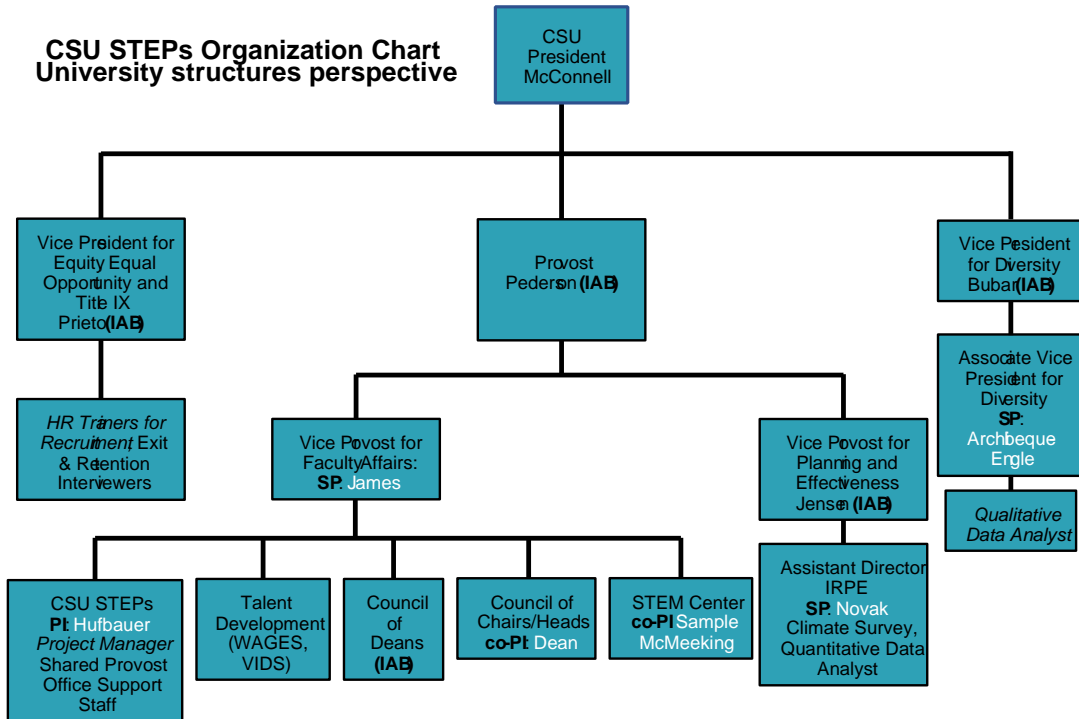 CSU STEPs Organization Chart
University structures perspective
CSU
President
McConnell
Vice President for
Equity Equal
Opportunity and
Title IX
Prieto (IAB)
Provost
Pederson (IAB)
Vice President
for Diversity
Bubar (IAB)
HR Trainers for
Recruitment, Exit
& Retention
Interviewers
Vice Provost for
Faculty Affairs:
SP: James
Vice Provost for
Planning and
Effectiveness
Jensen (IAB)
Associate Vice
President for
Diversity
SP:
Archibeque
Engle
Qualitative
Data Analyst
CSU STEPs
PI: Hufbauer
Project Manager
Shared Provost
Office Support
Staff
Talent
Development
(WAGES,
VIDS)
Council
of
Deans
(IAB)
Council of
Chairs/Heads
co-PI: Dean
STEM Center
co-PI Sample
McMeeking
Assistant Director
IRPE
SP: Novak
Climate Survey,
Quantitative Data
Analyst